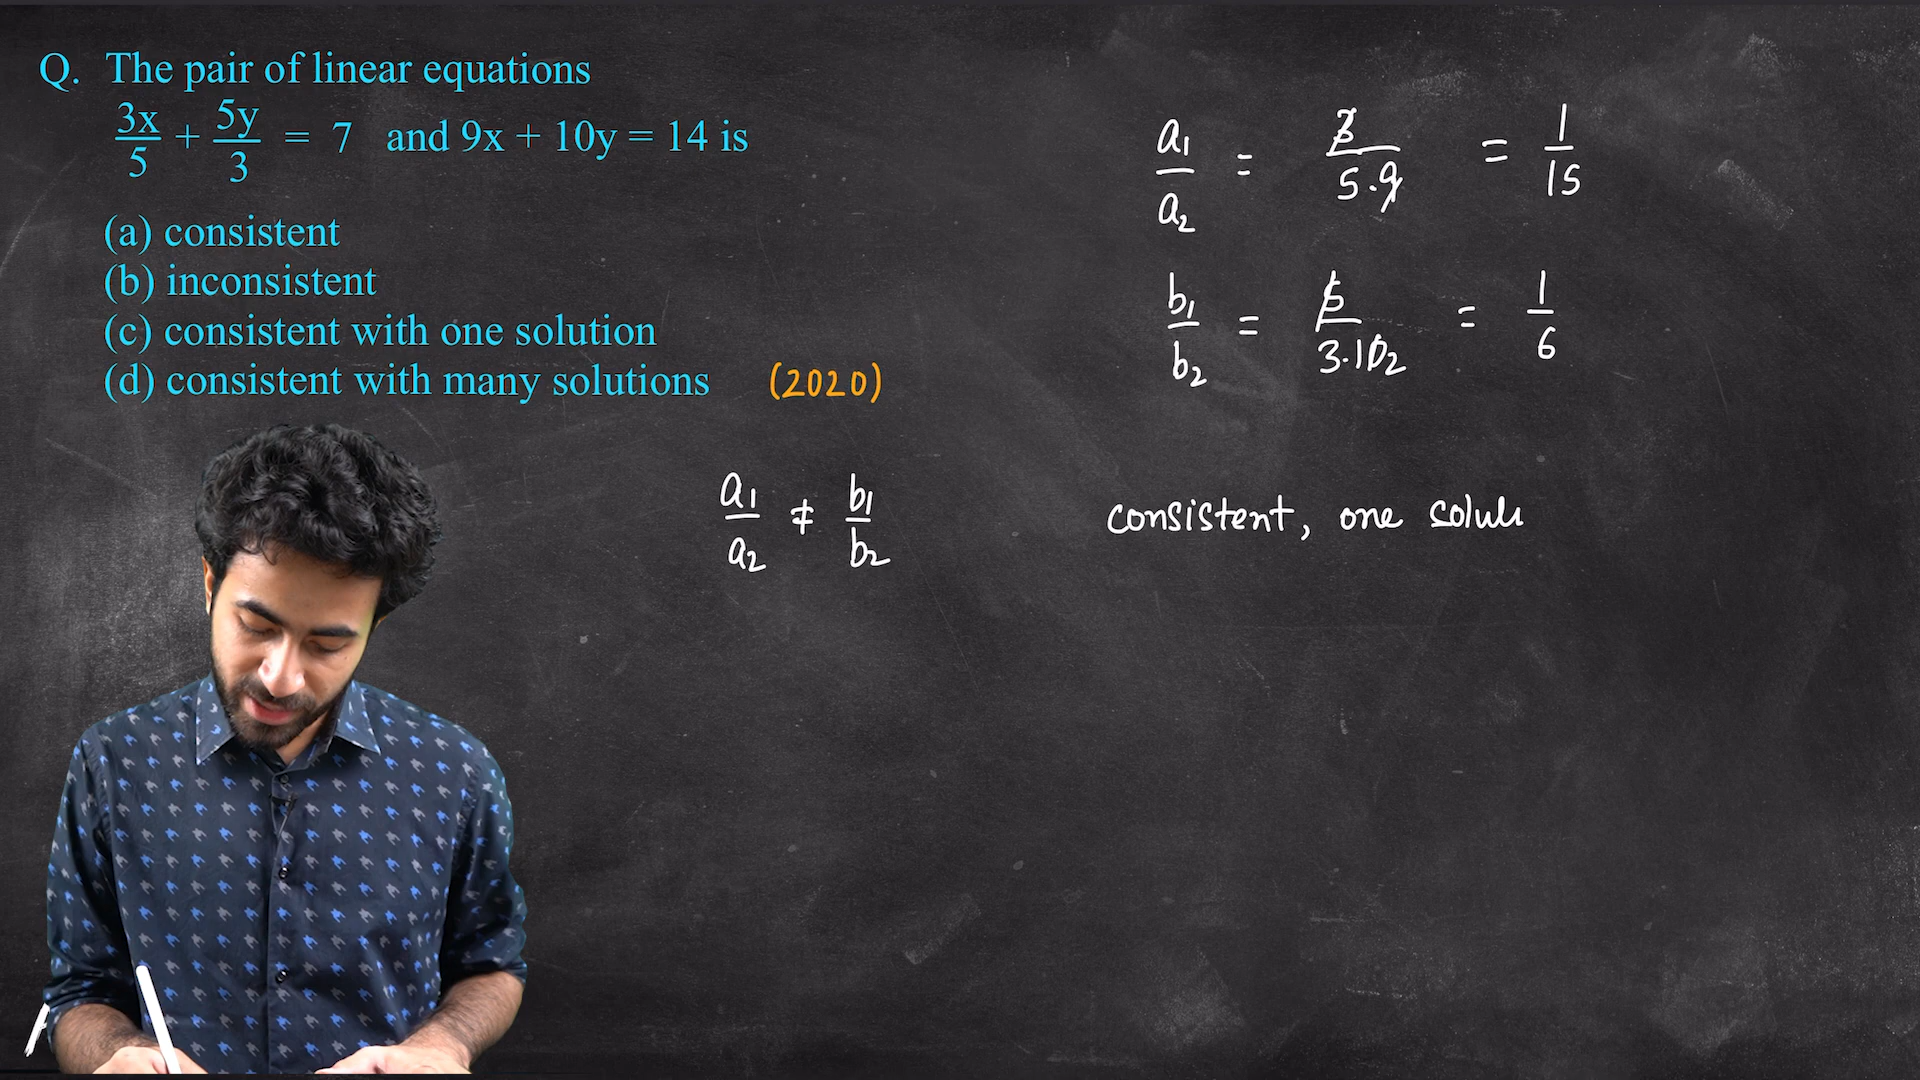 Q. The pair of linear equations
3x/5 + 5y/3 = 7 and 9x + 10y = 14 is
(a) consistent
(b) inconsistent
(c) consistent with one solution
(d) consistent with many solutions (2020)
a1/a2 = 3/5.9 = 1/15
b1/b2 = 5/3.10 2 = 1/6
a1/a2 ≠ b1/b2
consistent, one solu